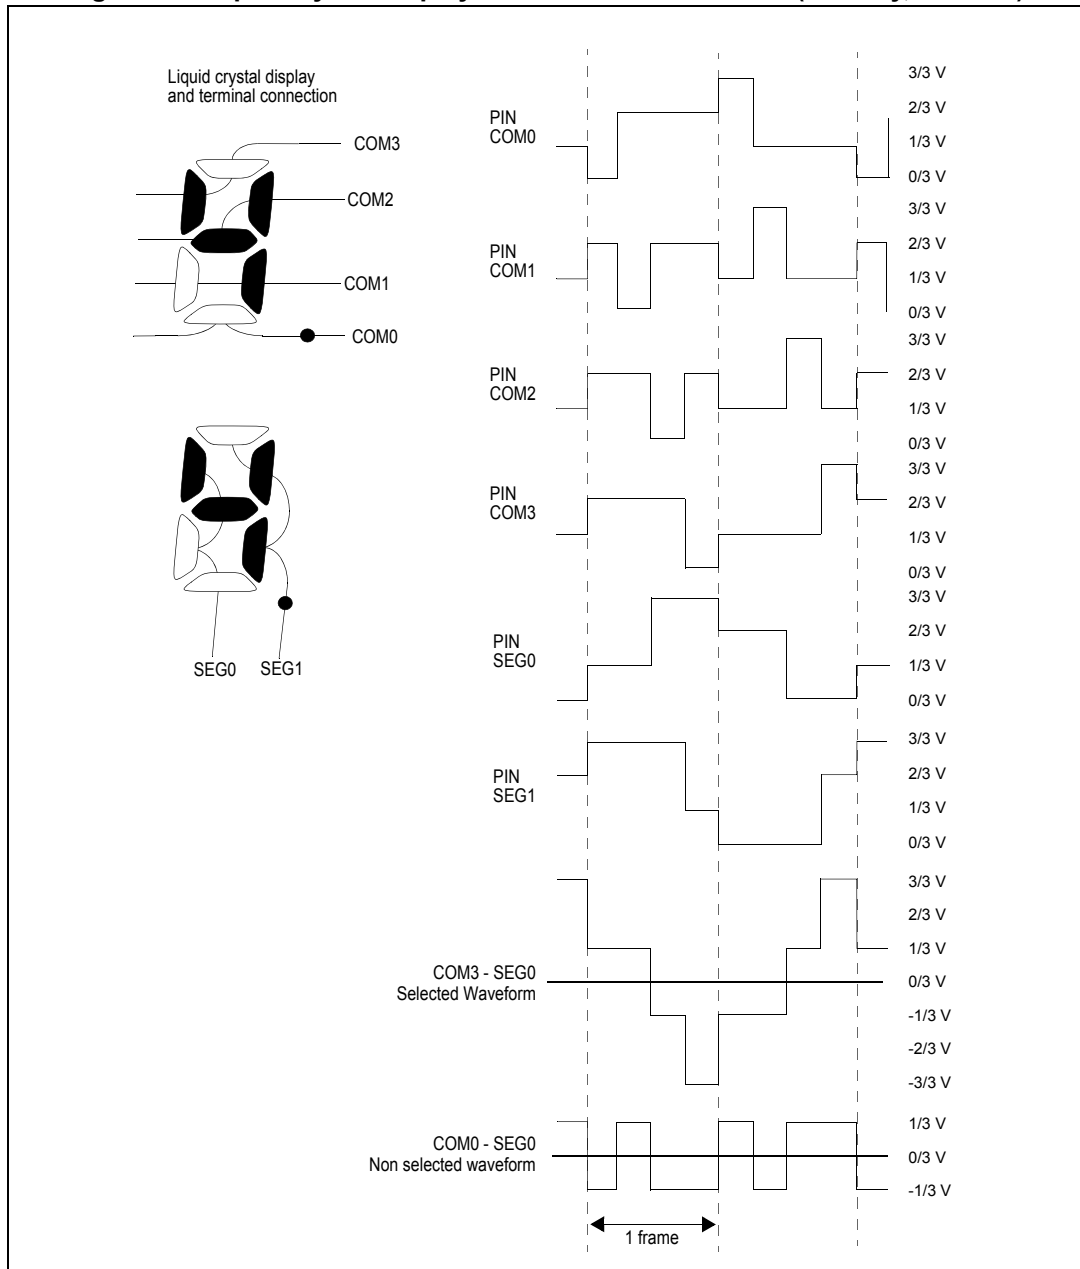 Liquid crystal display
and terminal connection
COM3
COM2
COM1
COM0
SEG0 SEG1
PIN
COM0
3/3 V
2/3 V
1/3 V
0/3 V
PIN
COM1
3/3 V
2/3 V
1/3 V
0/3 V
PIN
COM2
3/3 V
2/3 V
1/3 V
0/3 V
PIN
COM3
3/3 V
2/3 V
1/3 V
0/3 V
PIN
SEG0
3/3 V
2/3 V
1/3 V
0/3 V
PIN
SEG1
3/3 V
2/3 V
1/3 V
0/3 V
COM3 - SEG0
Selected Waveform
3/3 V
2/3 V
1/3 V
0/3 V
-1/3 V
-2/3 V
-3/3 V
COM0 - SEG0
Non selected waveform
1/3 V
0/3 V
-1/3 V
1 frame